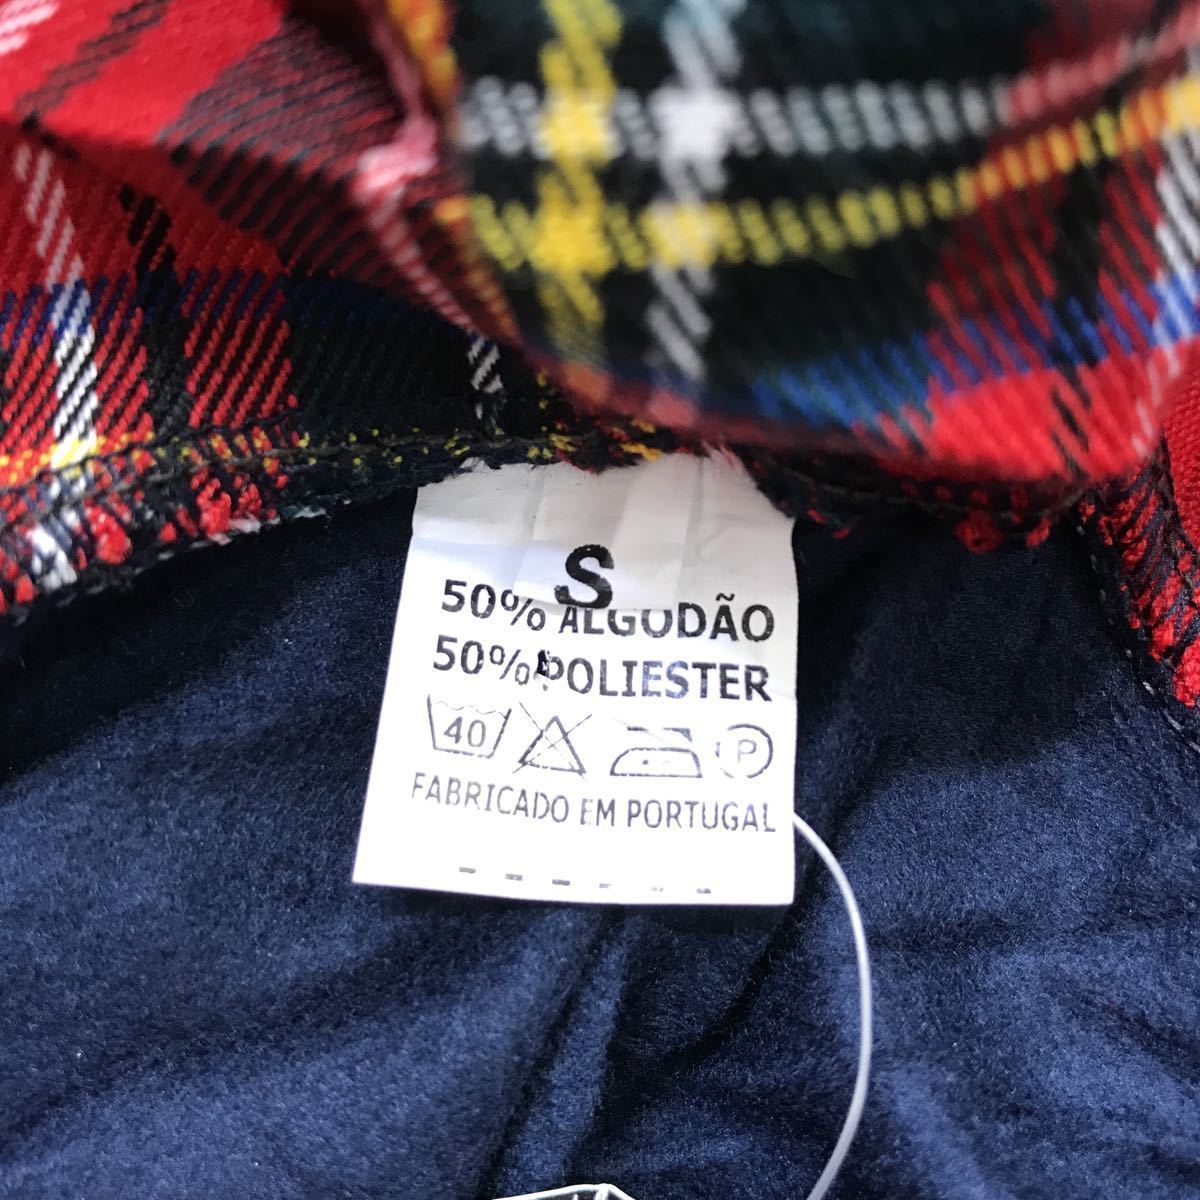 S
50% ALGODÃO
50% POLIESTER
40 P
FABRICADO EM PORTUGAL